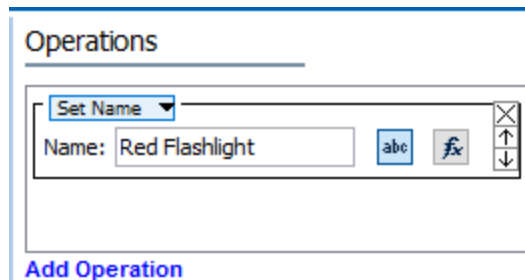 Operations
Set Name
Name: Red Flashlight abc fx
Add Operation